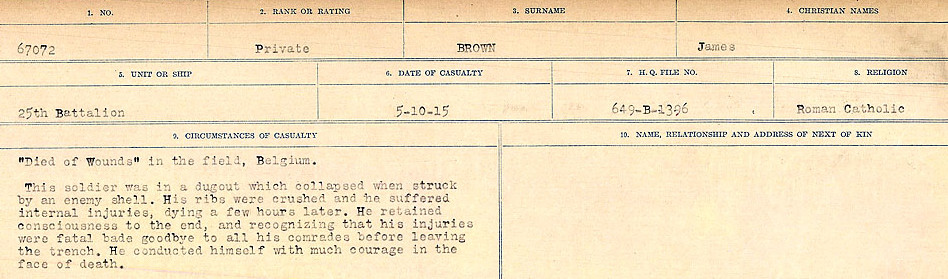 1. NO. 2. RANK OR RATING 3. SURNAME 4. CHRISTIAN NAMES
67072 Private BROWN James
5. UNIT OR SHIP 6. DATE OF CASUALTY 7. H.Q. FILE NO. 8. RELIGION
25th Battalion 5-10-15 649-B-1396 Roman Catholic
9. CIRCUMSTANCES OF CASUALTY 10. NAME, RELATIONSHIP AND ADDRESS OF NEXT OF KIN
"Died of Wounds" in the field, Belgium.
This soldier was in a dugout which collapsed when struck
by an enemy shell. His ribs were crushed and he suffered
internal injuries, dying a few hours later. He retained
consciousness to the end, and recognizing that his injuries
were fatal bade goodbye to all his comrades before leaving
the trench. He conducted himself with much courage in the
face of death.